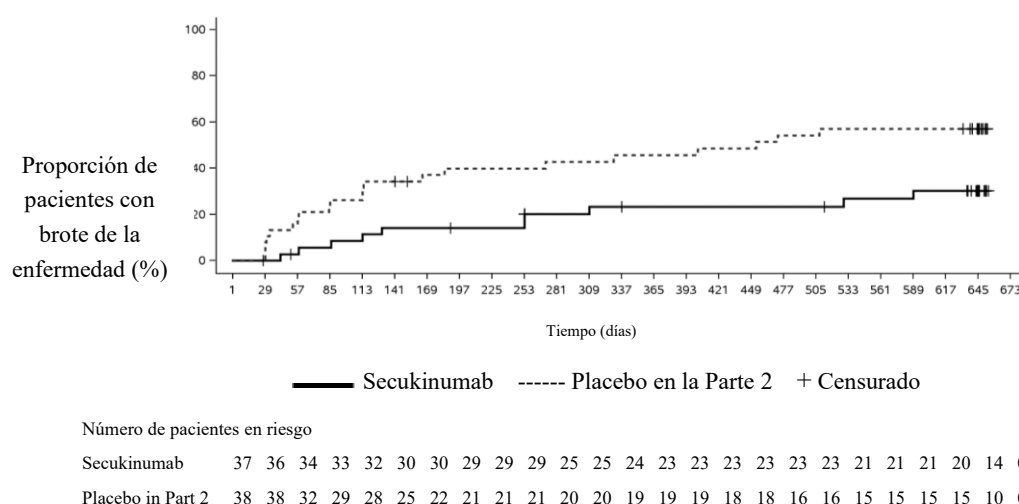 100
80
60
40
20
0
Proporción de
pacientes con
brote de la
enfermedad (%)
1 29 57 85 113 141 169 197 225 253 281 309 337 365 393 421 449 477 505 533 561 589 617 645 673
Tiempo (días)
Secukinumab Placebo en la Parte 2 + Censurado
Número de pacientes en riesgo
Secukinumab 37 36 34 33 32 30 30 29 29 29 25 25 24 23 23 23 23 23 23 21 21 21 20 14
Placebo in Part 2 38 38 32 29 28 25 22 21 21 21 20 20 19 19 19 18 18 16 16 15 15 15 15 10